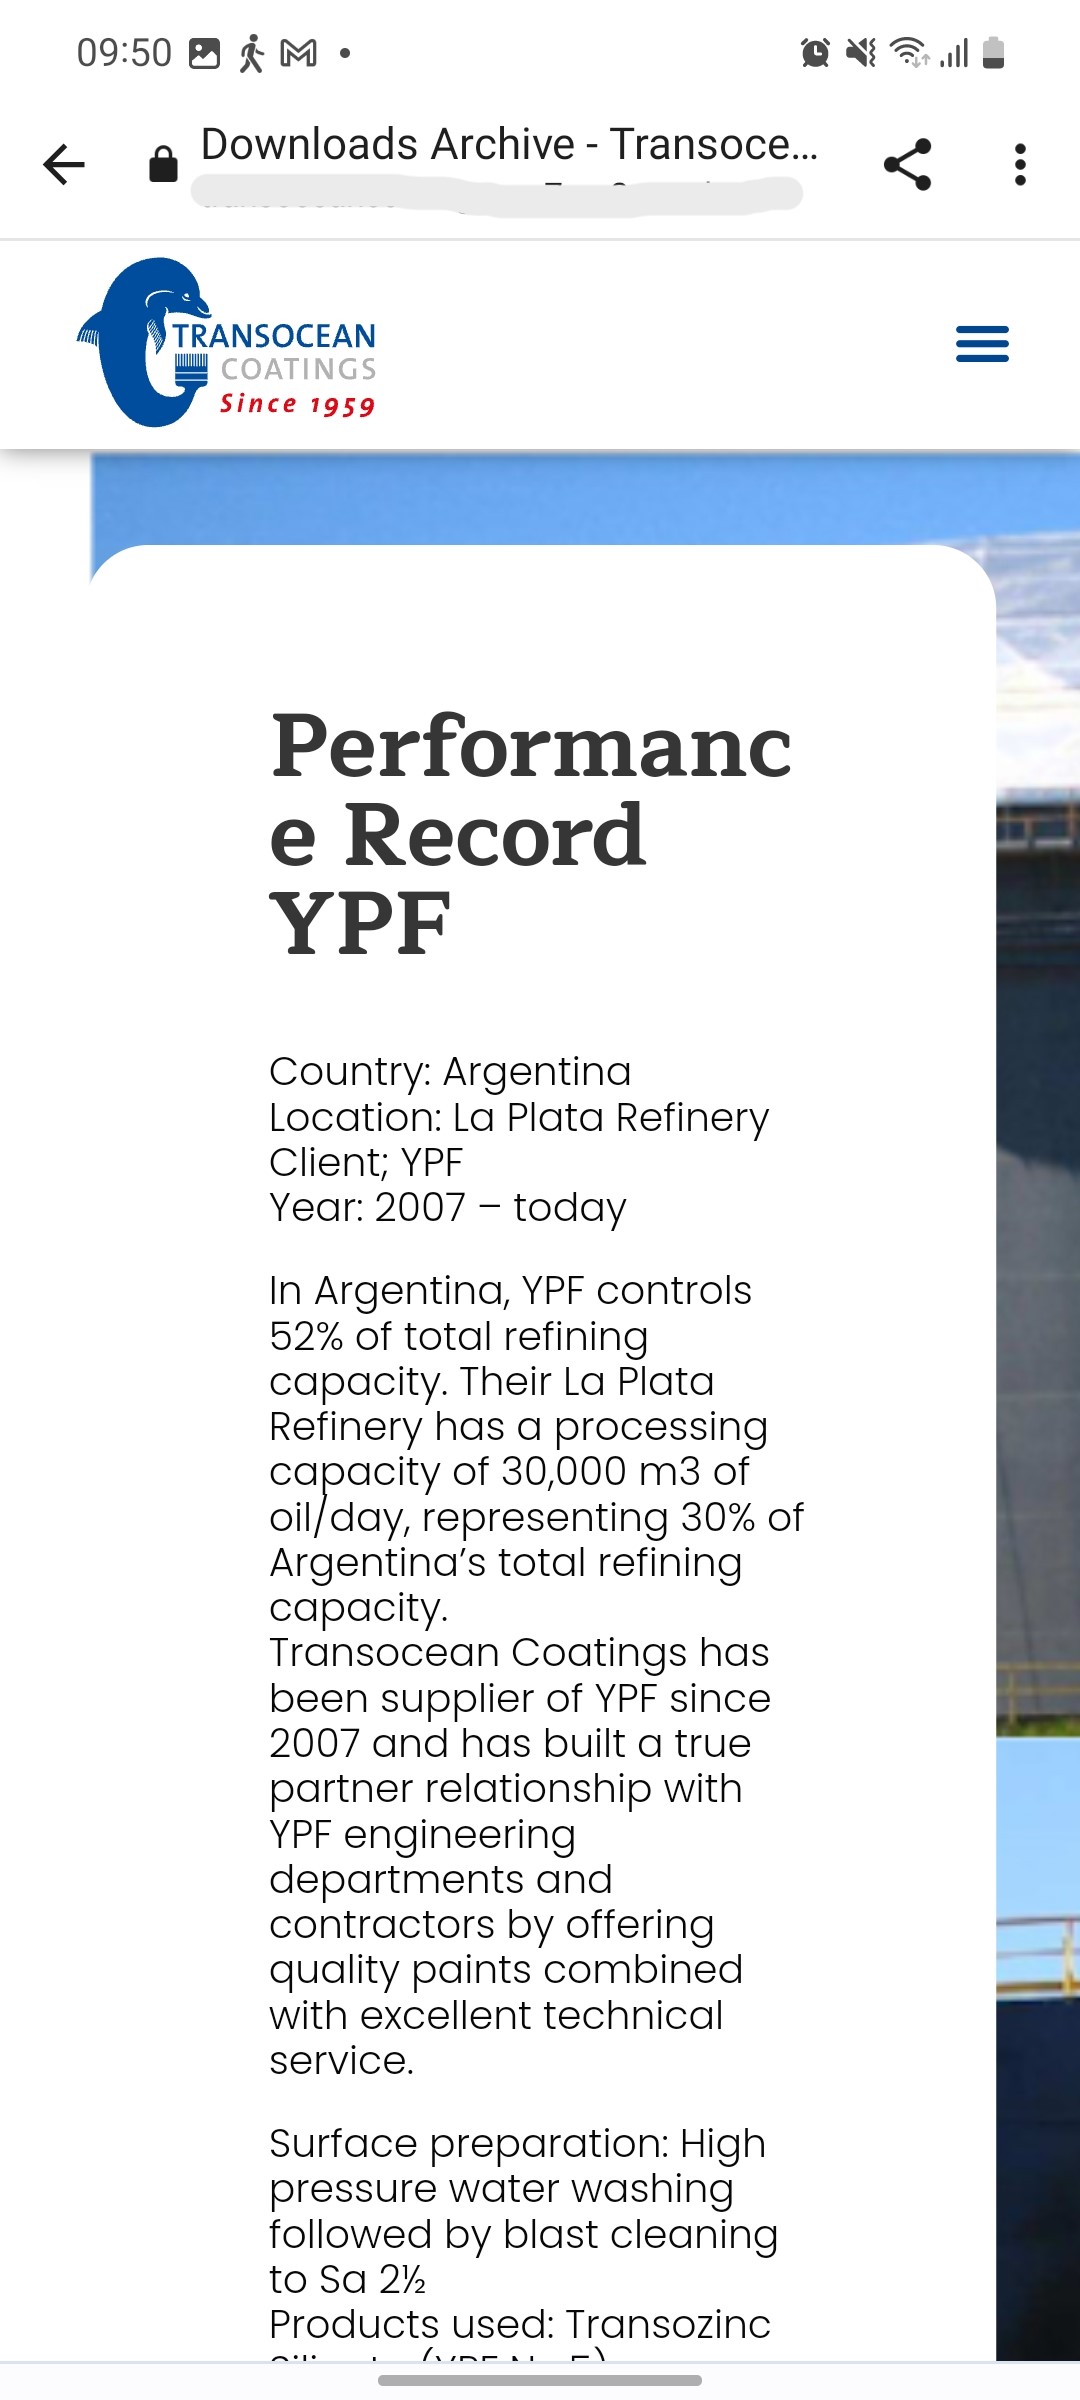 09:50
Downloads Archive - Transoce...
TRANSOCEAN
COATINGS
Since 1959
Performanc
e Record
YPF
Country: Argentina
Location: La Plata Refinery
Client; YPF
Year: 2007 – today
In Argentina, YPF controls
52% of total refining
capacity. Their La Plata
Refinery has a processing
capacity of 30,000 m3 of
oil/day, representing 30% of
Argentina’s total refining
capacity.
Transocean Coatings has
been supplier of YPF since
2007 and has built a true
partner relationship with
YPF engineering
departments and
contractors by offering
quality paints combined
with excellent technical
service.
Surface preparation: High
pressure water washing
followed by blast cleaning
to Sa 2½
Products used: Transozinc